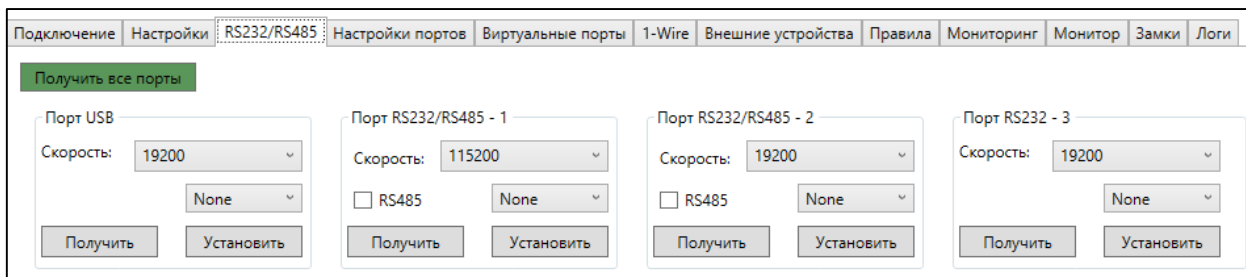 Подключение Настройки RS232/RS485 Настройки портов Виртуальные порты 1-Wire Внешние устройства Правила Мониторинг Монитор Замки Логи
Получить все порты
Порт USB Порт RS232/RS485 - 1 Порт RS232/RS485 - 2 Порт RS232 - 3
Скорость: 19200 Скорость: 115200 Скорость: 19200 Скорость: 19200
None RS485 None RS485 None None
Получить Установить Получить Установить Получить Установить Получить Установить